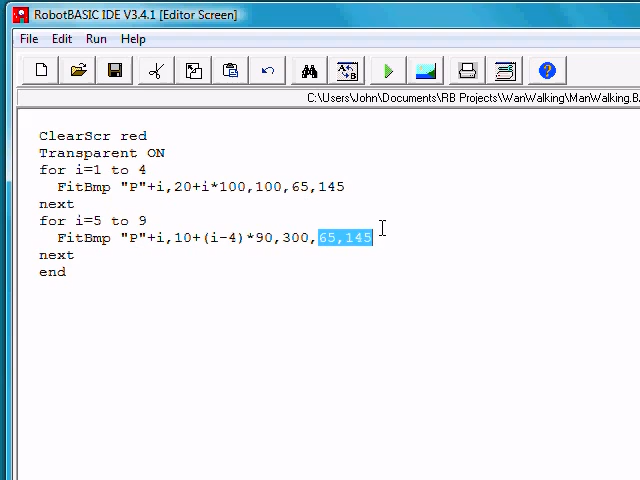 RobotBASIC IDE V3.4.1 [Editor Screen]
File Edit Run Help
C:\Users\John\Documents\RB Projects\WanWalking\ManWalking.B
ClearScr red
Transparent ON
for i=1 to 4
FitBmp "P"+i,20+i*100,100,65,145
next
for i=5 to 9
FitBmp "P"+i,10+(i-4)*90,300,65,145
next
end